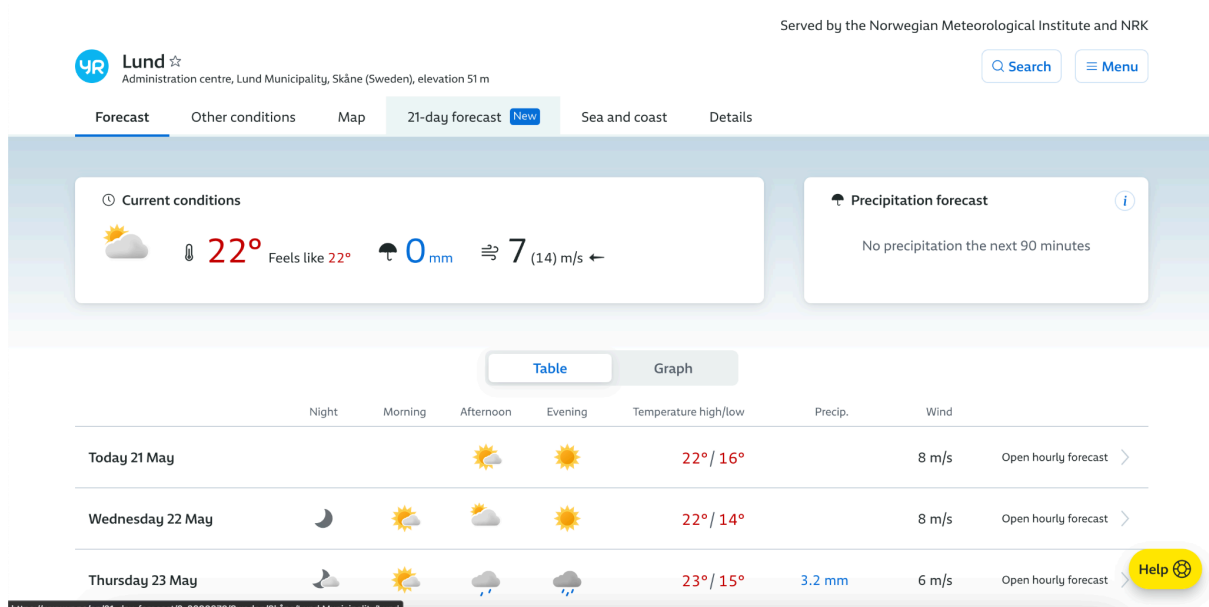 Served by the Norwegian Meteorological Institute and NRK
YR
Lund
Administration centre, Lund Municipality, Skåne (Sweden), elevation 51 m
Search
Menu
Forecast Other conditions Map 21-day forecast New Sea and coast Details
Current conditions
22° Feels like 22° 0 mm 7 (14) m/s
Precipitation forecast
i
No precipitation the next 90 minutes
Table Graph
Night Morning Afternoon Evening Temperature high/low Precip. Wind
Today 21 May 22°/16° 8 m/s Open hourly forecast
Wednesday 22 May 22°/14° 8 m/s Open hourly forecast
Thursday 23 May 23°/15° 3.2 mm 6 m/s Open hourly forecast
Help